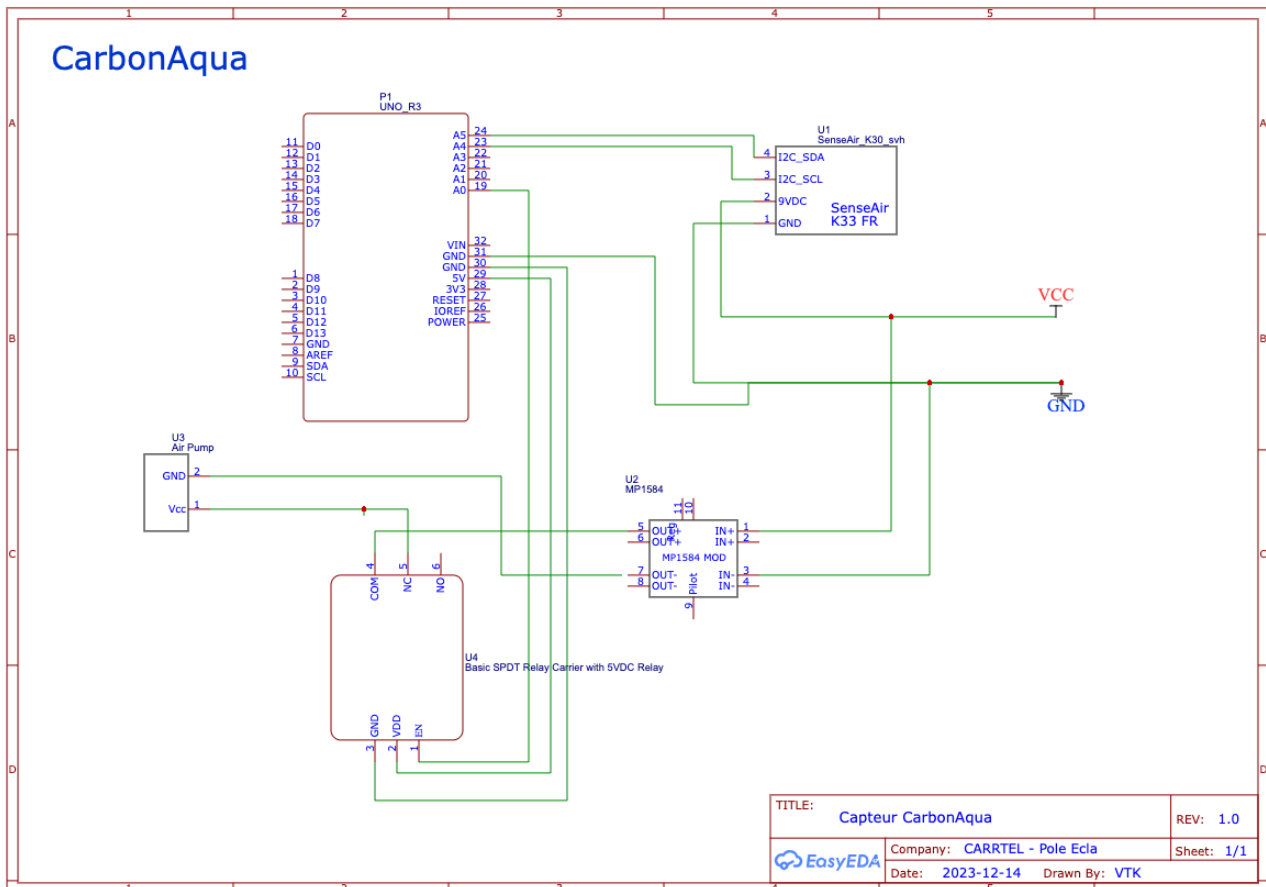 1 2 3 4 5
CarbonAqua
A A
P1
UNO_R3
11 D0
12 D1
13 D2
14 D3
15 D4
16 D5
17 D6
18 D7
1 D8
2 D9
3 D10
4 D11
5 D12
6 D13
7 GND
8 AREF
9 SDA
10 SCL
A5 24
A4 23
A3 22
A2 21
A1 20
A0 19
VIN 32
GND 31
GND 30
5V 29
3V3 28
RESET 27
IOREF 26
POWER 25
U1
SenseAir_K30_svh
4 I2C_SDA
3 I2C_SCL
2 9VDC
1 GND
SenseAir
K33 FR
VCC
B B
GND
U3
Air Pump
GND 2
Vcc 1
U2
MP1584
11 10
5 OUT+
6 OUT+
Reg
IN+ 1
IN+ 2
MP1584 MOD
7 OUT-
8 OUT-
IN- 3
IN- 4
Pilot
9
C C
4 5 6
COM NC NO
U4
Basic SPDT Relay Carrier with 5VDC Relay
GND VDD EN
3 2 1
D D
TITLE:
Capteur CarbonAqua
REV: 1.0
EasyEDA
Company: CARRTEL - Pole Ecla
Sheet: 1/1
Date: 2023-12-14 Drawn By: VTK
1 2 3 4 5